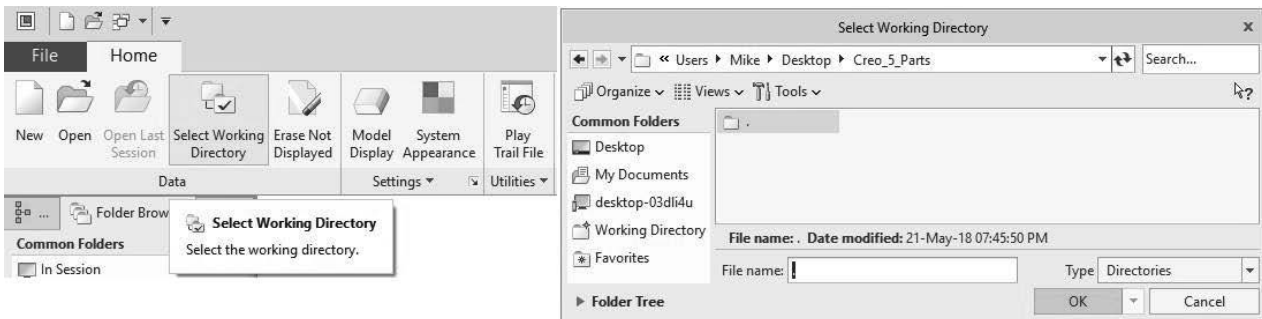 File Home
New Open Open Last Session Select Working Directory Erase Not Displayed Model Display System Appearance Play Trail File
Data Settings Utilities
... Folder Brow
Common Folders
In Session
Select Working Directory
Select the working directory.
Select Working Directory x
« Users Mike Desktop Creo_5_Parts Search...
Organize Views Tools ?
Common Folders
.
Desktop
My Documents
desktop-03dli4u
Working Directory
Favorites
File name: . Date modified: 21-May-18 07:45:50 PM
File name: . Type Directories
Folder Tree
OK Cancel